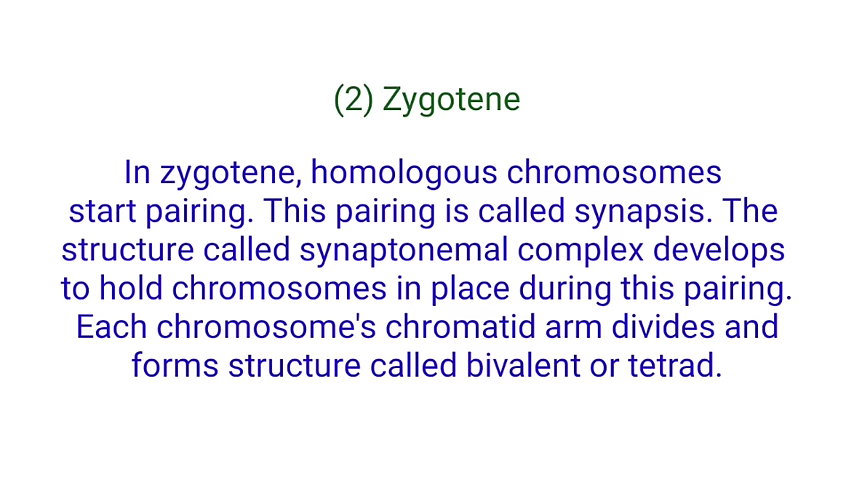 (2) Zygotene
In zygotene, homologous chromosomes
start pairing. This pairing is called synapsis. The
structure called synaptonemal complex develops
to hold chromosomes in place during this pairing.
Each chromosome's chromatid arm divides and
forms structure called bivalent or tetrad.